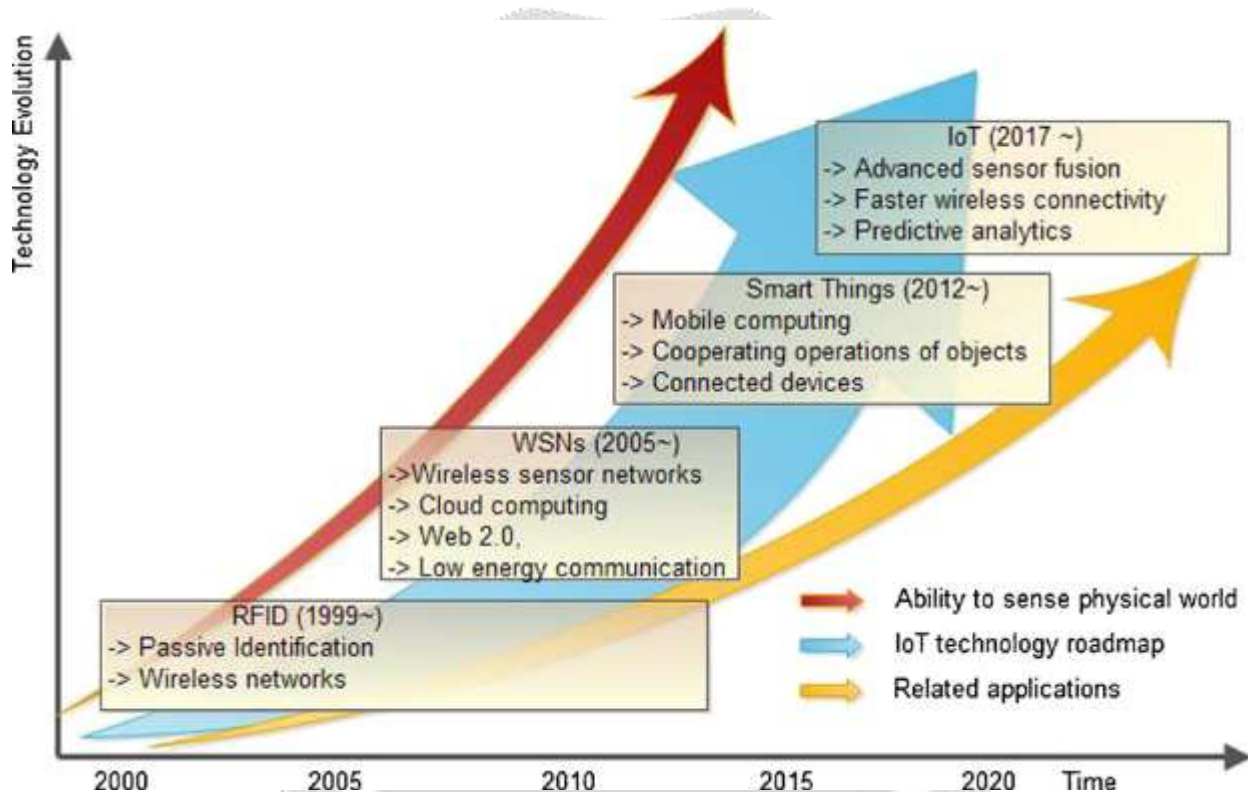 Technology Evolution
IoT (2017 ~)
-> Advanced sensor fusion
-> Faster wireless connectivity
-> Predictive analytics
Smart Things (2012~)
-> Mobile computing
-> Cooperating operations of objects
-> Connected devices
WSNs (2005~)
->Wireless sensor networks
-> Cloud computing
-> Web 2.0,
-> Low energy communication
RFID (1999~)
-> Passive Identification
-> Wireless networks
Ability to sense physical world
IoT technology roadmap
Related applications
2000 2005 2010 2015 2020 Time